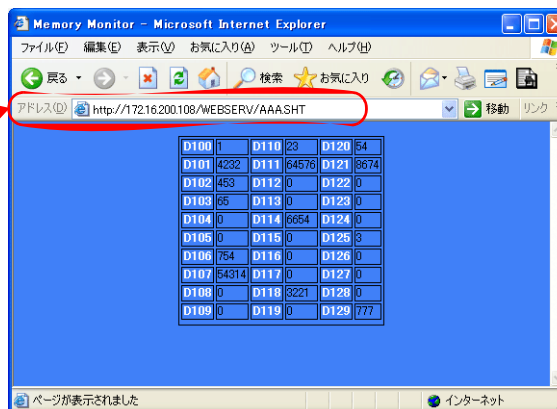 Memory Monitor - Microsoft Internet Explorer
ファイル(F) 編集(E) 表示(V) お気に入り(A) ツール(T) ヘルプ(H)
戻る 検索 お気に入り
アドレス(D) http://172.16.200.108/WEBSERV/AAA.SHT 移動 リンク
D100 1 D110 23 D120 54
D101 4232 D111 64576 D121 8674
D102 453 D112 0 D122 0
D103 65 D113 0 D123 0
D104 0 D114 6654 D124 0
D105 0 D115 0 D125 3
D106 754 D116 0 D126 0
D107 54314 D117 0 D127 0
D108 0 D118 3221 D128 0
D109 0 D119 0 D129 777
ページが表示されました インターネット